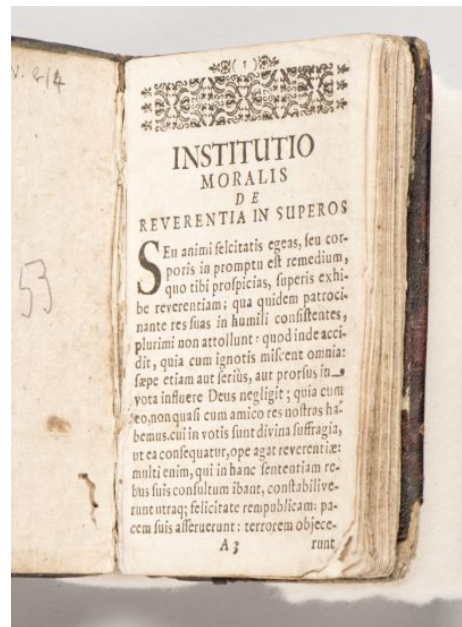 V. 2/4
53
( 1 )
INSTITUTIO
MORALIS
DE
REVERENTIA IN SUPEROS
SEu animi felcitatis egeas, seu cor-
poris in promptu est remedium,
quo tibi prospicias, superis exhi-
be reverentiam; qua quidem patroci-
nante res suas in humili consistentes,
plurimi non attollunt: quod inde acci-
dit, quia cum ignotis miscent omnia:
sæpe etiam aut seriùs, aut prorsus in
vota influere Deus negligit; quia cum
eo, non quasi cum amico res nostras ha-
bemus. cui in votis sunt divina suffragia,
ut ea consequatur, ope agat reverentiæ:
multi enim, qui in hanc sententiam re-
bus suis consultum ibant, constabilive-
runt utraq; felicitate rempublicam: pa-
cem suis asseruerunt: terrorem objece-
A 3 runt